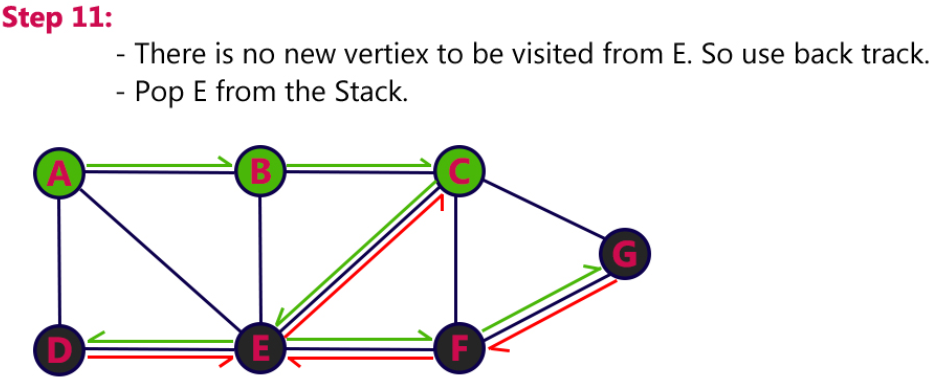 Step 11:
- There is no new vertiex to be visited from E. So use back track.
- Pop E from the Stack.
A B C
G
D E F